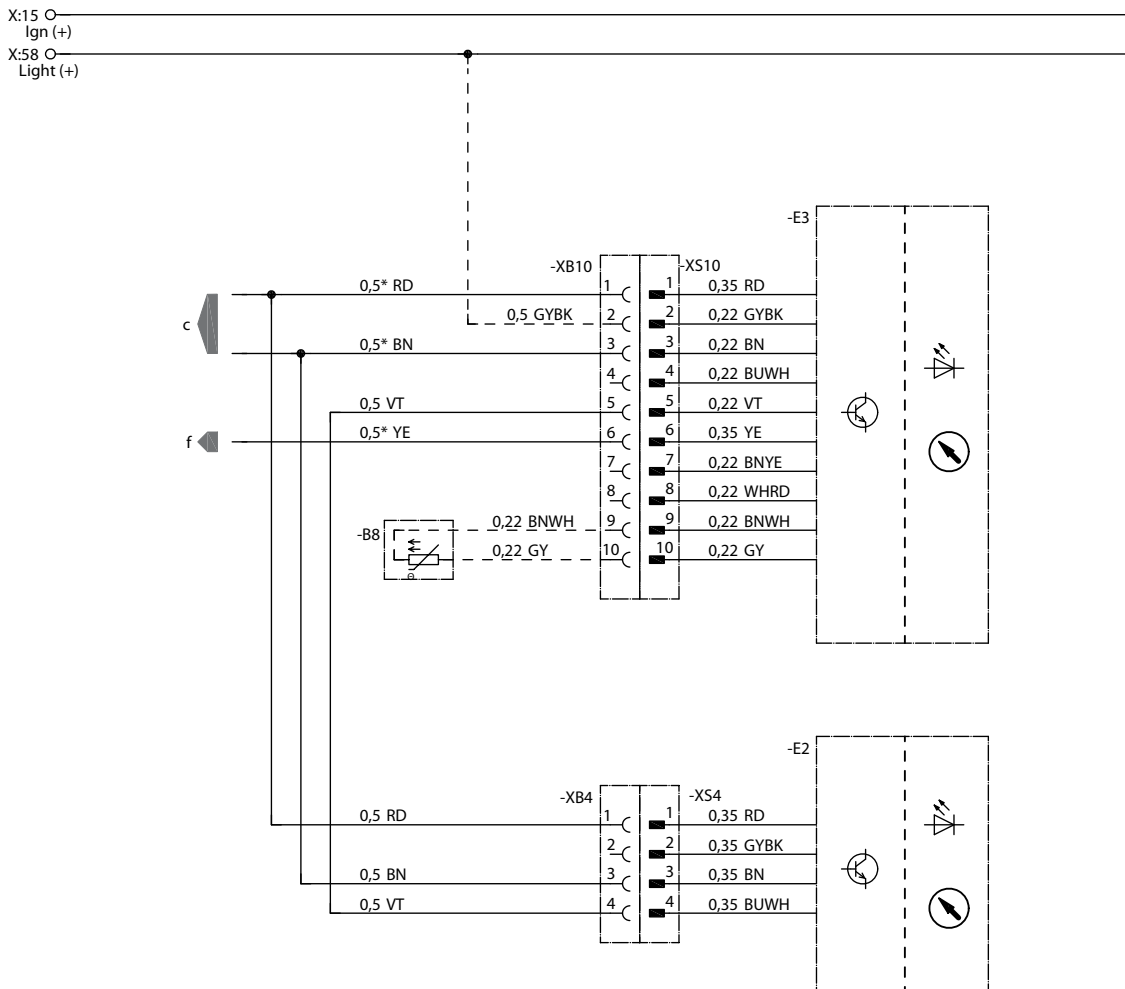 X:15
Ign (+)
X:58
Light (+)
-E3
-XB10
-XS10
0,5* RD 1 1 0,35 RD
c
0,5 GYBK 2 2 0,22 GYBK
0,5* BN 3 3 0,22 BN
4 4 0,22 BUWH
0,5 VT 5 5 0,22 VT
f 0,5* YE 6 6 0,35 YE
7 7 0,22 BNYE
8 8 0,22 WHRD
-B8 0,22 BNWH 9 9 0,22 BNWH
0,22 GY 10 10 0,22 GY
Θ
-E2
-XB4 -XS4
0,5 RD 1 1 0,35 RD
2 2 0,35 GYBK
0,5 BN 3 3 0,35 BN
0,5 VT 4 4 0,35 BUWH